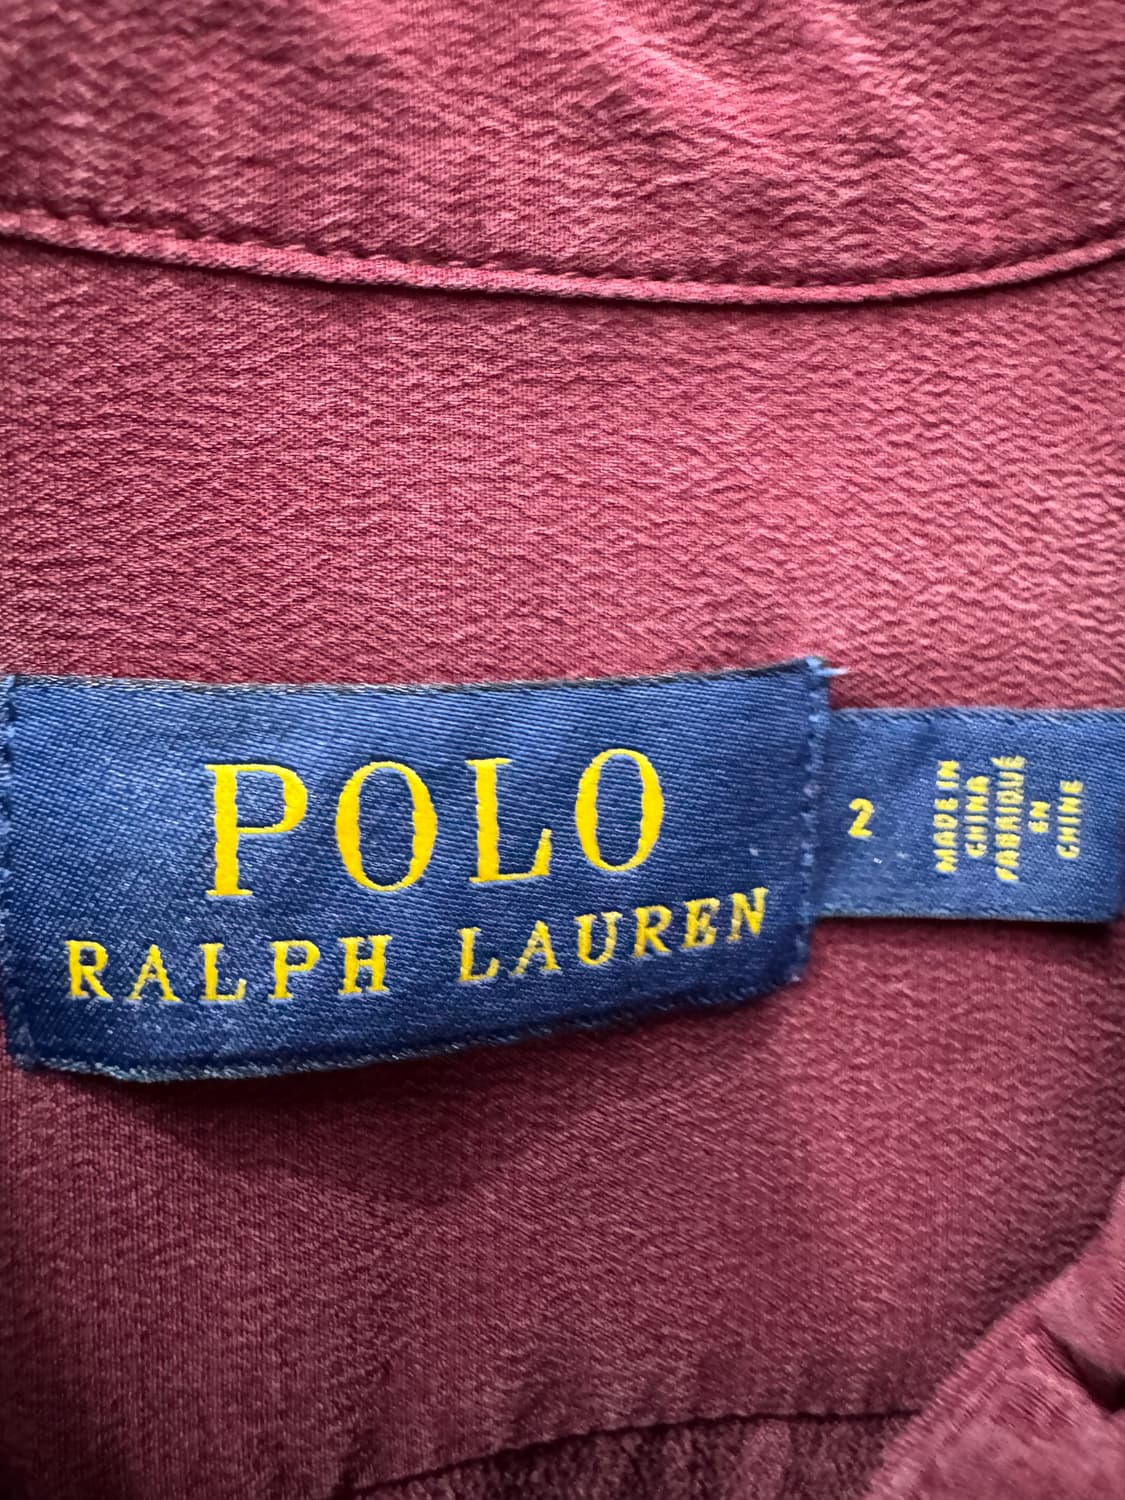 POLO
RALPH LAUREN
2
MADE IN
CHINA
FABRIQUÉ
EN
CHINE